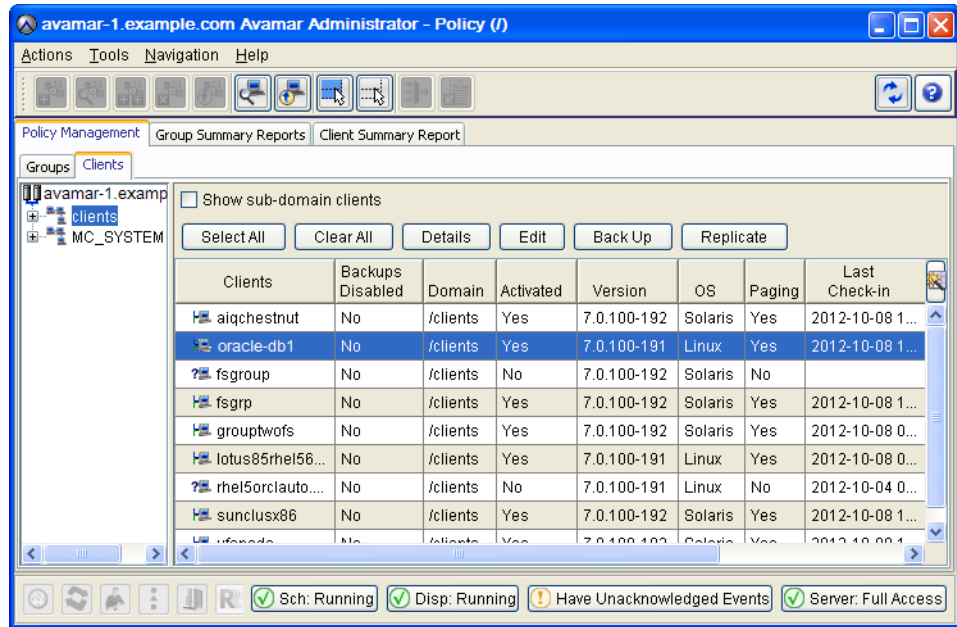 avamar-1.example.com Avamar Administrator - Policy (/)
Actions Tools Navigation Help
Policy Management Group Summary Reports Client Summary Report
Groups Clients
avamar-1.examp
clients
MC_SYSTEM
Show sub-domain clients
Select All Clear All Details Edit Back Up Replicate
Clients Backups Disabled Domain Activated Version OS Paging Last Check-in
aiqchestnut No /clients Yes 7.0.100-192 Solaris Yes 2012-10-08 1...
oracle-db1 No /clients Yes 7.0.100-191 Linux Yes 2012-10-08 1...
fsgroup No /clients No 7.0.100-192 Solaris No
fsgrp No /clients Yes 7.0.100-192 Solaris Yes 2012-10-08 1...
grouptwofs No /clients Yes 7.0.100-192 Solaris Yes 2012-10-08 0...
lotus85rhel56... No /clients Yes 7.0.100-191 Linux Yes 2012-10-08 0...
rhel5orclauto.... No /clients No 7.0.100-191 Linux No 2012-10-04 0...
sunclusx86 No /clients Yes 7.0.100-192 Solaris Yes 2012-10-08 1...
Sch: Running Disp: Running Have Unacknowledged Events Server: Full Access